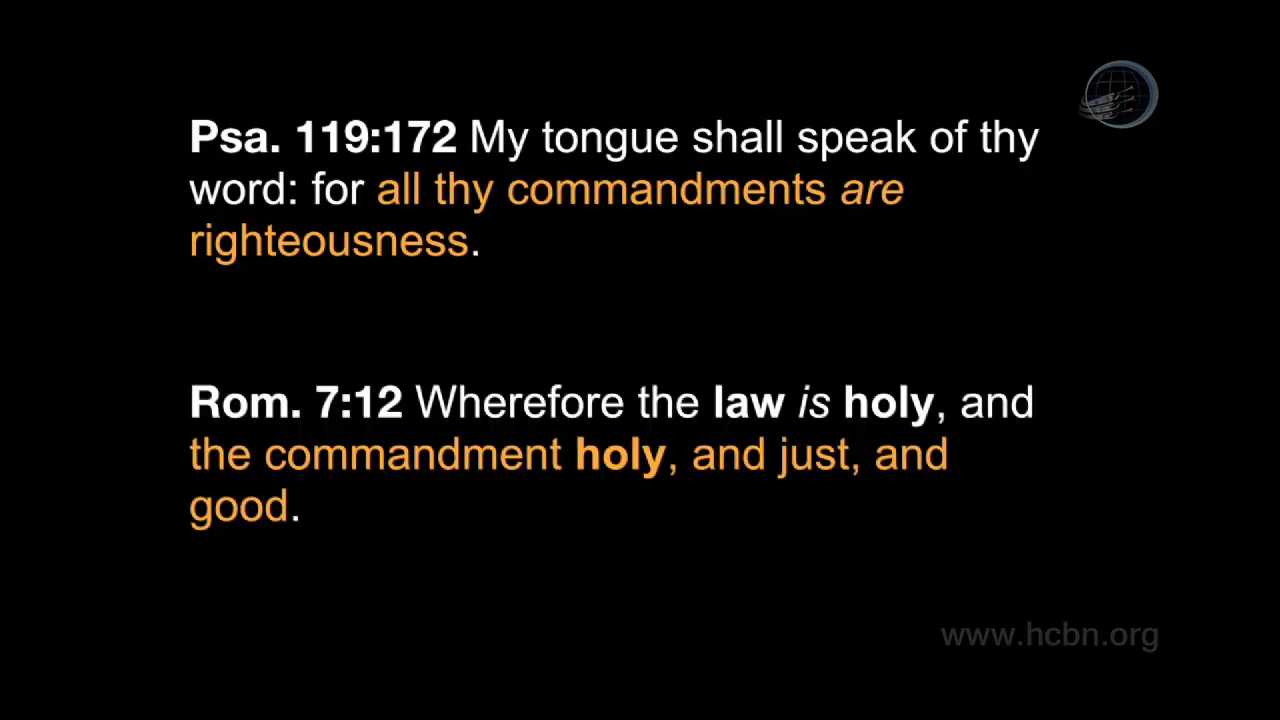 Psa. 119:172 My tongue shall speak of thy
word: for all thy commandments are
righteousness.
Rom. 7:12 Wherefore the law is holy, and
the commandment holy, and just, and
good.
www.hcbn.org